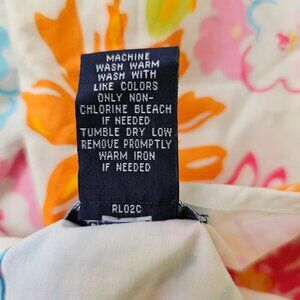 MACHINE
WASH WARM
WASH WITH
LIKE COLORS
ONLY NON-
CHLORINE BLEACH
IF NEEDED
TUMBLE DRY LOW
REMOVE PROMPTLY
WARM IRON
IF NEEDED
RL02C